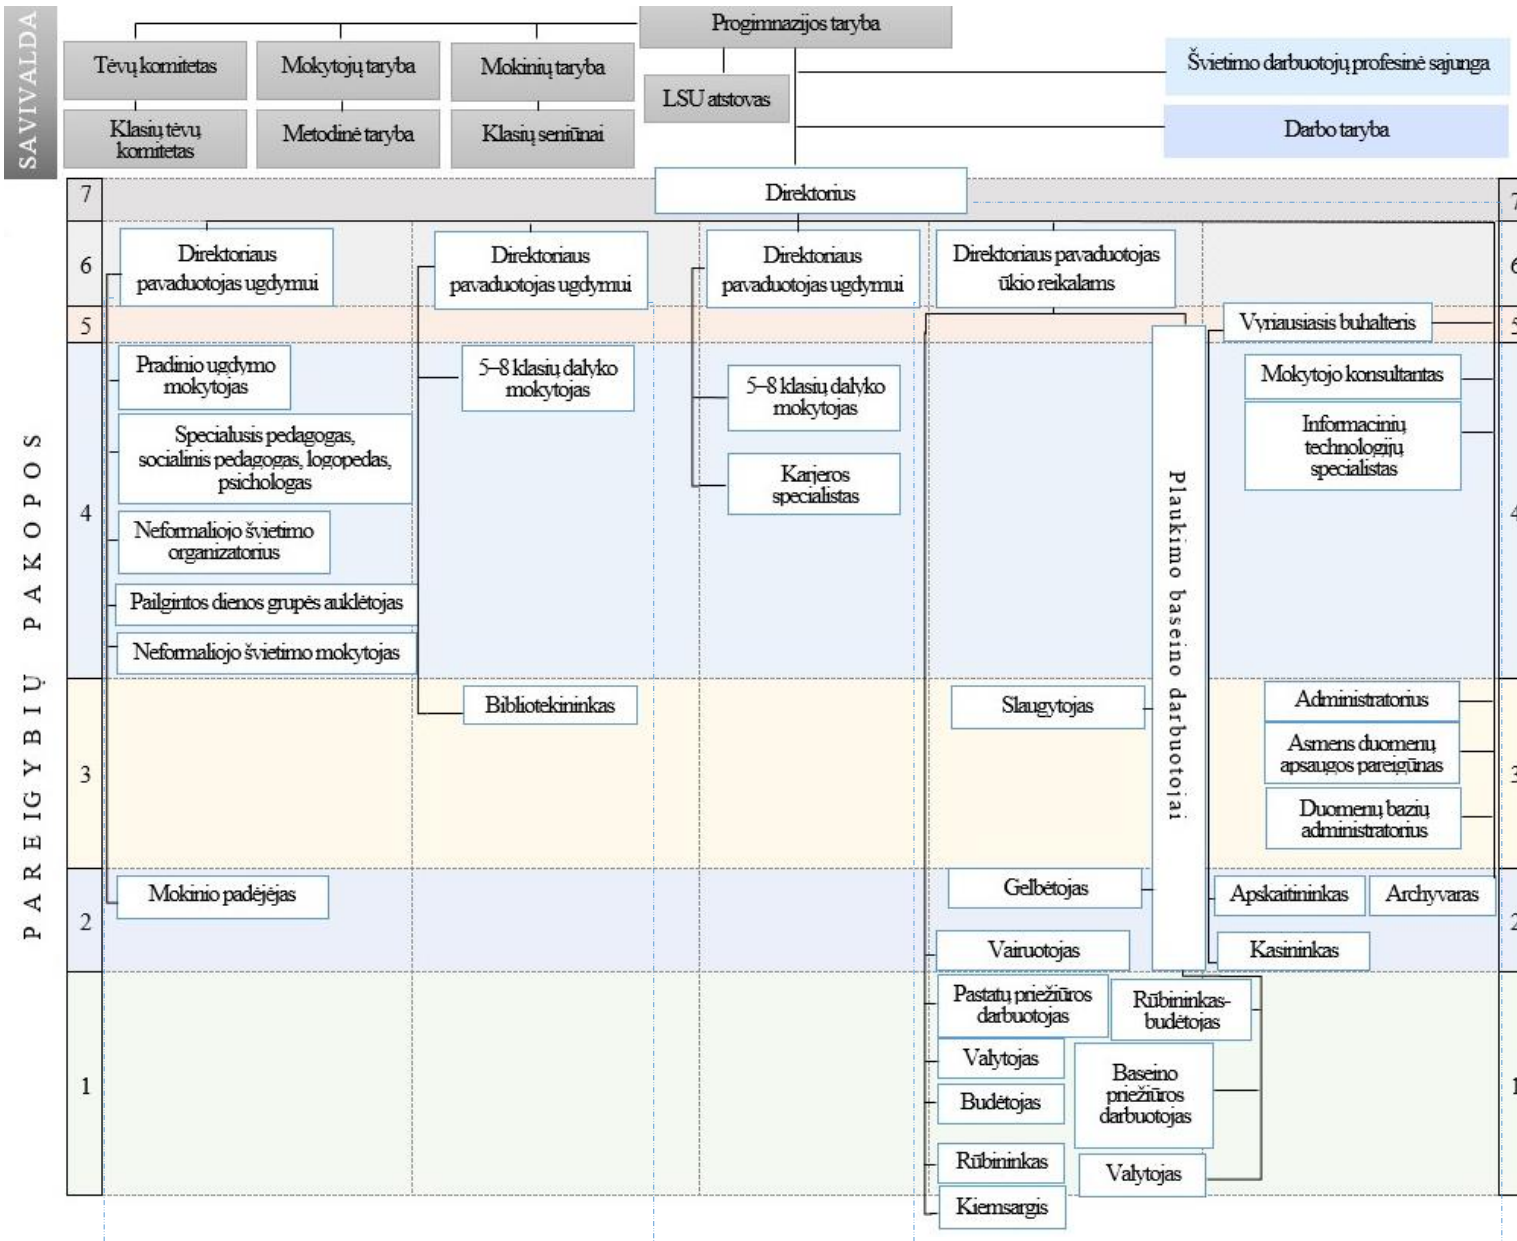 SAVIVALDA
Progimnazijos taryba
Tėvų komitetas
Mokytojų taryba
Mokinių taryba
LSU atstovas
Švietimo darbuotojų profesinė sąjunga
Klasių tėvų
komitetas
Metodinė taryba
Klasių seniūnai
Darbo taryba
PAREIGYBIŲ PAKOPOS
7
Direktorius
7
6
Direktoriaus
pavaduotojas ugdymui
Direktoriaus
pavaduotojas ugdymui
Direktoriaus
pavaduotojas ugdymui
Direktoriaus pavaduotojas
ūkio reikalams
6
5
Vyriausiasis buhalteris
5
4
Pradinio ugdymo
mokytojas
Specialusis pedagogas,
socialinis pedagogas, logopedas,
psichologas
Neformaliojo švietimo
organizatorius
Pailgintos dienos grupės auklėtojas
Neformaliojo švietimo mokytojas
5–8 klasių dalyko
mokytojas
5–8 klasių dalyko
mokytojas
Karjeros
specialistas
Plaukimo baseino darbuotojai
Mokytojo konsultantas
Informacinių
technologijų
specialistas
4
3
Bibliotekininkas
Slaugytojas
Administratorius
Asmens duomenų
apsaugos pareigūnas
Duomenų bazių
administratorius
3
2
Mokinio padėjėjas
Gelbėtojas
Vairuotojas
Apskaitininkas
Archyvaras
Kasininkas
2
1
Pastatų priežiūros
darbuotojas
Rūbininkas-
budėtojas
Valytojas
Baseino
priežiūros
darbuotojas
Budėtojas
Rūbininkas
Valytojas
Kiemsargis
1